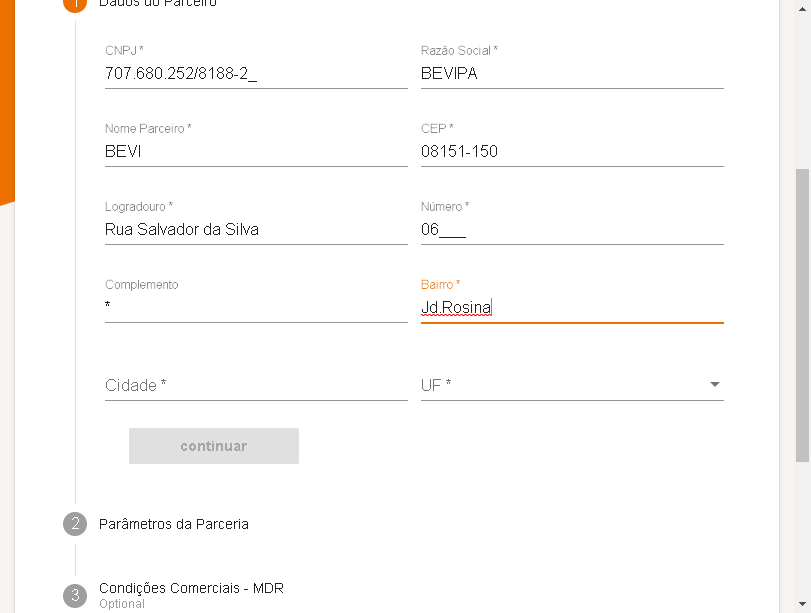 1 Dados do Parceiro
CNPJ * Razão Social *
707.680.252/8188-2_ BEVIPA
Nome Parceiro * CEP *
BEVI 08151-150
Logradouro * Número *
Rua Salvador da Silva 06___
Complemento Bairro *
* Jd.Rosina
Cidade * UF *
continuar
2 Parâmetros da Parceria
3 Condições Comerciais - MDR
Optional